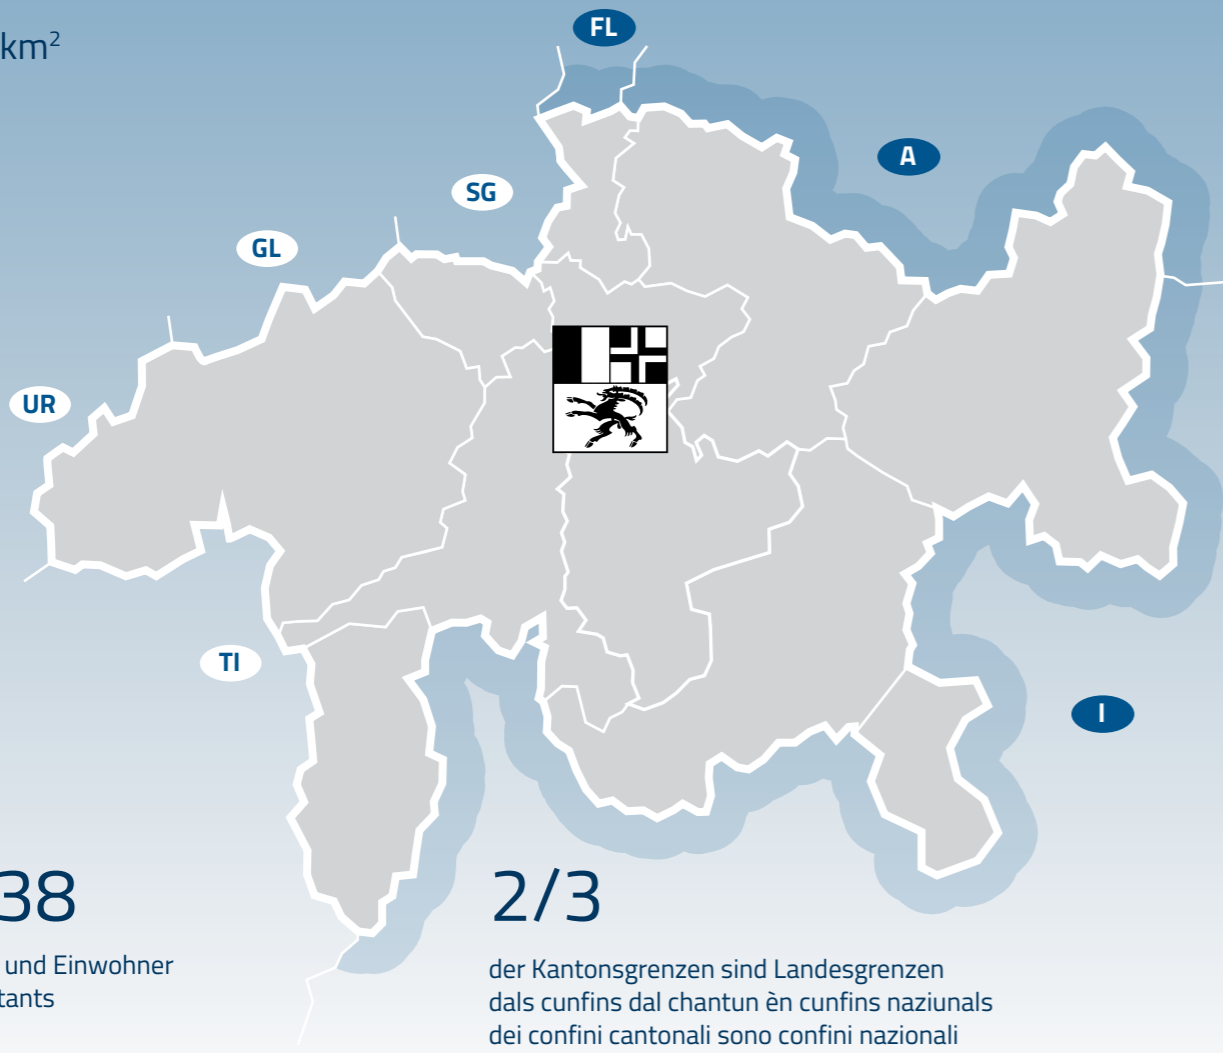 km²
FL
A
SG
GL
UR
TI
I
38
und Einwohner
tants
2/3
der Kantonsgrenzen sind Landesgrenzen
dals cunfins dal chantun èn cunfins naziunals
dei confini cantonali sono confini nazionali